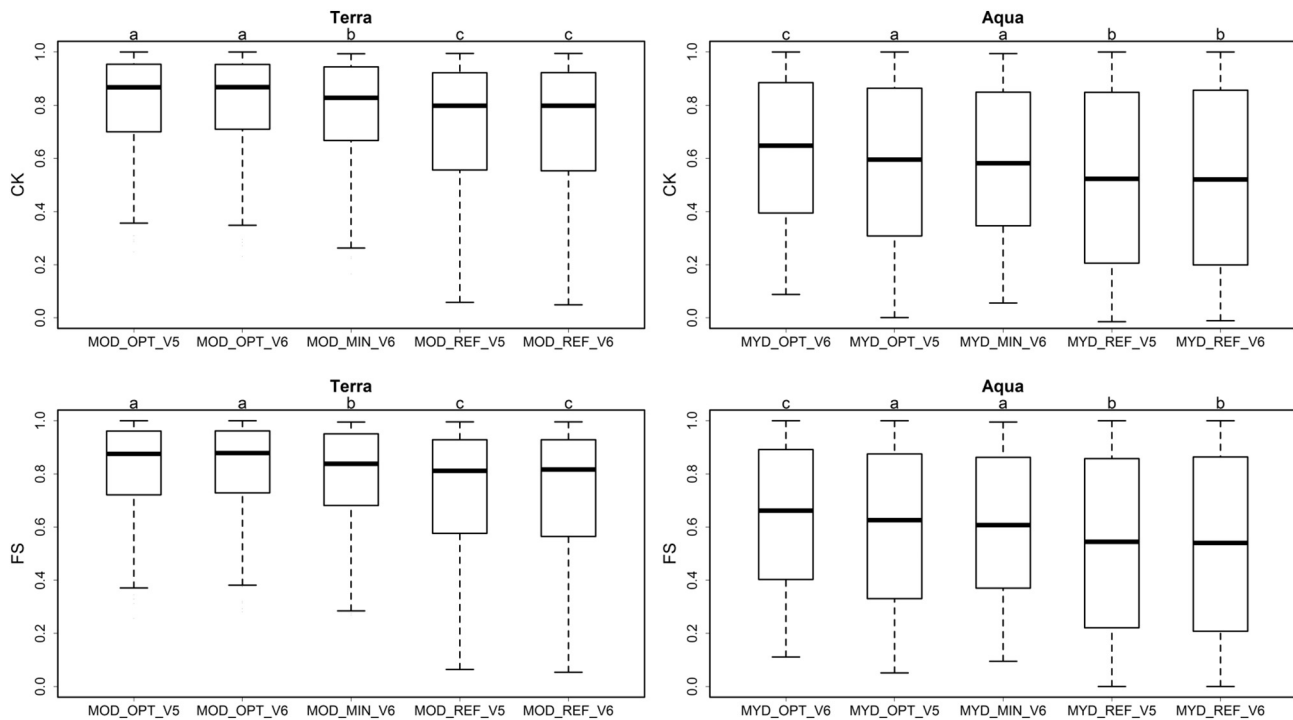 Terra
a a b c c
CK
1.0
0.8
0.6
0.4
0.2
0.0
MOD_OPT_V5 MOD_OPT_V6 MOD_MIN_V6 MOD_REF_V5 MOD_REF_V6
Aqua
c a a b b
CK
1.0
0.8
0.6
0.4
0.2
0.0
MYD_OPT_V6 MYD_OPT_V5 MYD_MIN_V6 MYD_REF_V5 MYD_REF_V6
Terra
a a b c c
FS
1.0
0.8
0.6
0.4
0.2
0.0
MOD_OPT_V5 MOD_OPT_V6 MOD_MIN_V6 MOD_REF_V5 MOD_REF_V6
Aqua
c a a b b
FS
1.0
0.8
0.6
0.4
0.2
0.0
MYD_OPT_V6 MYD_OPT_V5 MYD_MIN_V6 MYD_REF_V5 MYD_REF_V6